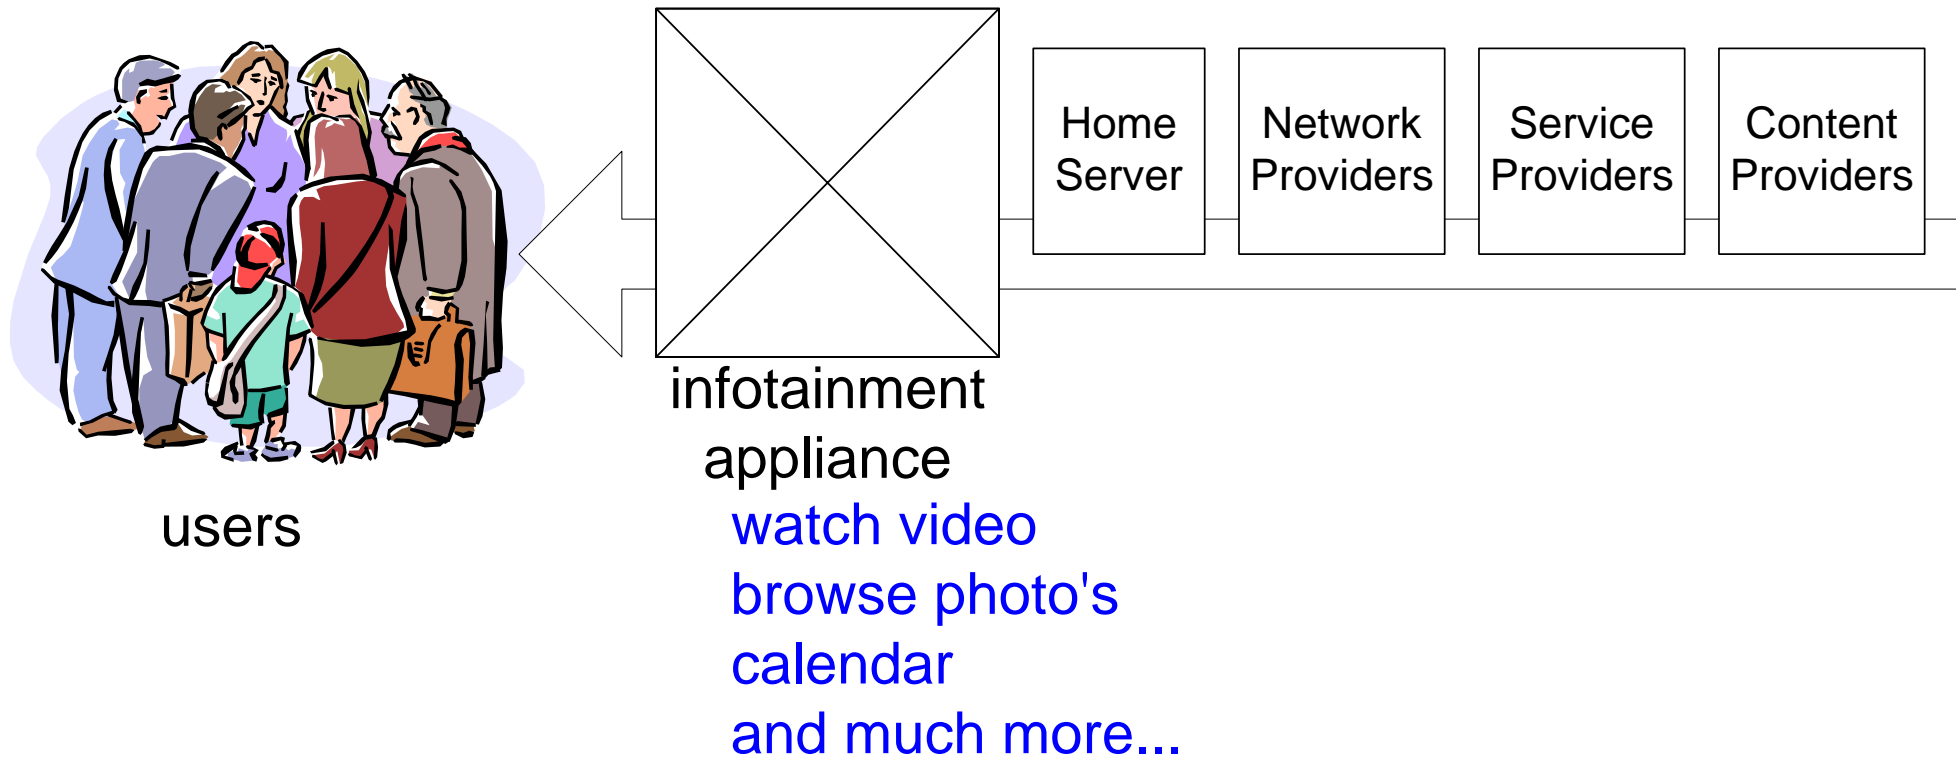 Home
Server
Network
Providers
Service
Providers
Content
Providers
infotainment
appliance
users
watch video
browse photo's
calendar
and much more...